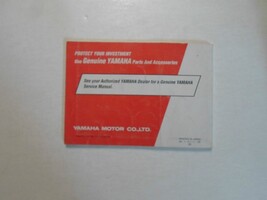 PROTECT YOUR INVESTMENT
Use Genuine YAMAHA Parts And Accessories
See your Authorized YAMAHA Dealer for a Genuine YAMAHA
Service Manual.
YAMAHA MOTOR CO.,LTD.